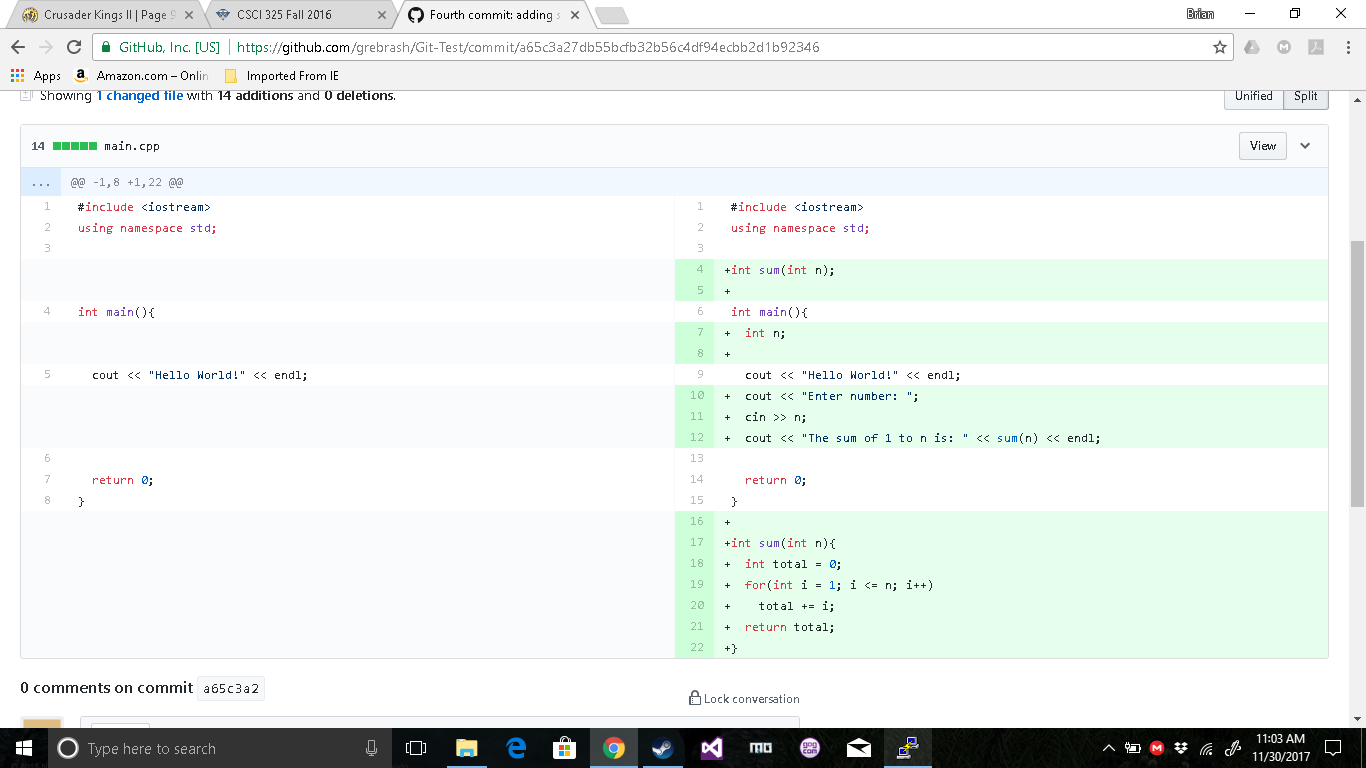 Crusader Kings II | Page 9
CSCI 325 Fall 2016
Fourth commit: adding s
Brian
GitHub, Inc. [US]
https://github.com/grebrash/Git-Test/commit/a65c3a27db55bcfb32b56c4df94ecbb2d1b92346
Apps
Amazon.com – Onlin
Imported From IE
Showing 1 changed file with 14 additions and 0 deletions.
Unified
Split
14 main.cpp
View
... @@ -1,8 +1,22 @@
1 #include <iostream> 1 #include <iostream>
2 using namespace std; 2 using namespace std;
3 3
4 +int sum(int n);
5 +
4 int main(){ 6 int main(){
7 + int n;
8 +
5 cout << "Hello World!" << endl; 9 cout << "Hello World!" << endl;
10 + cout << "Enter number: ";
11 + cin >> n;
12 + cout << "The sum of 1 to n is: " << sum(n) << endl;
6 13
7 return 0; 14 return 0;
8 } 15 }
16 +
17 +int sum(int n){
18 + int total = 0;
19 + for(int i = 1; i <= n; i++)
20 + total += i;
21 + return total;
22 +}
0 comments on commit a65c3a2
Lock conversation
Type here to search
MO
GOG
COM
11:03 AM
11/30/2017